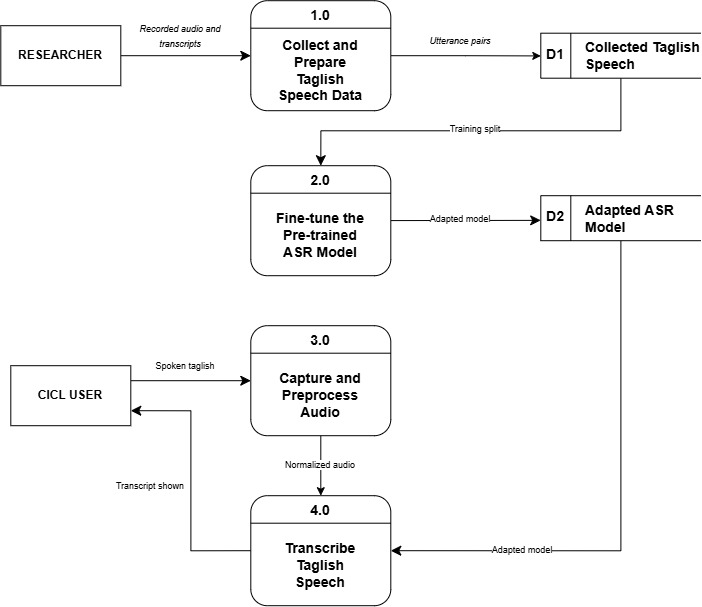 1.0
Recorded audio and
transcripts
Utterance pairs
RESEARCHER
Collect and
Prepare
Taglish
Speech Data
D1
Collected Taglish
Speech
Training split
2.0
Fine-tune the
Pre-trained
ASR Model
Adapted model
D2
Adapted ASR
Model
3.0
Spoken taglish
CICL USER
Capture and
Preprocess
Audio
Normalized audio
Transcript shown
4.0
Transcribe
Taglish
Speech
Adapted model